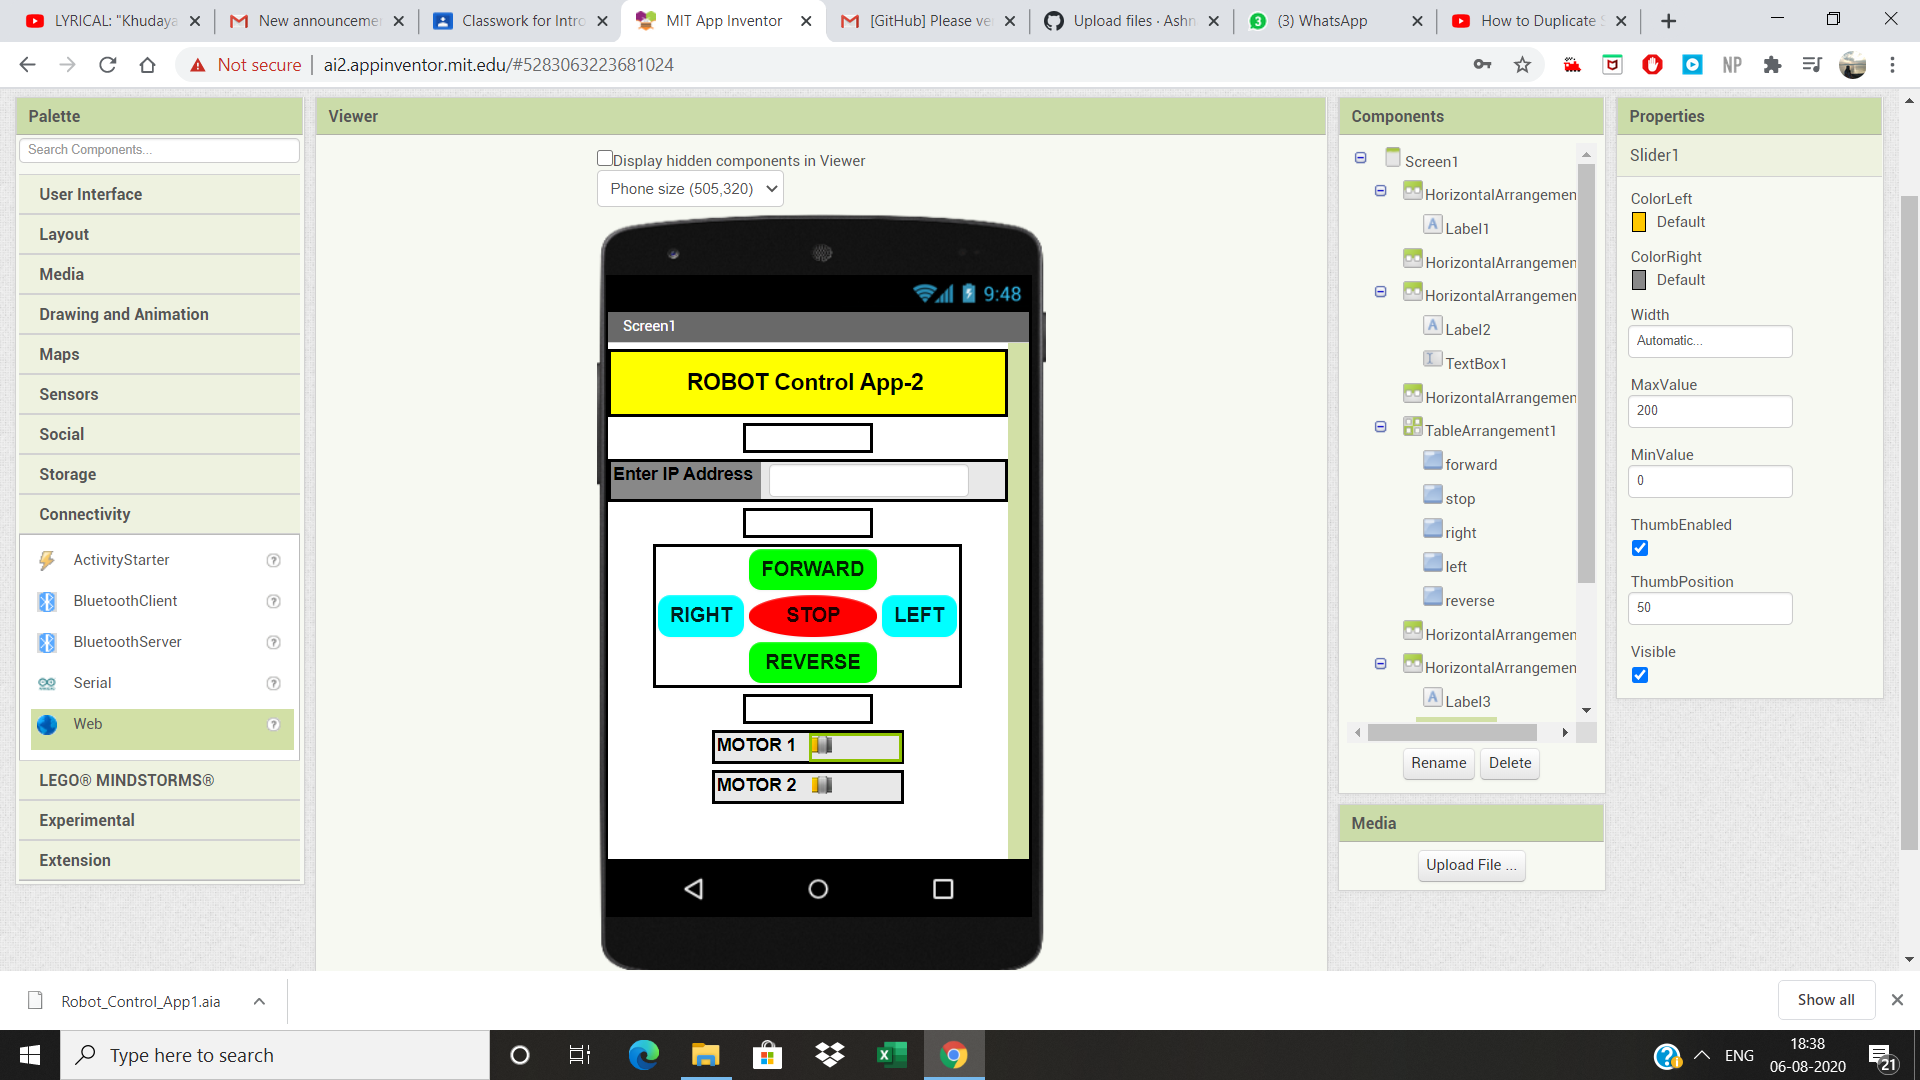 LYRICAL: "Khudaya
New announceme
Classwork for Intro
MIT App Inventor
[GitHub] Please ve
Upload files · Ashn
(3) WhatsApp
How to Duplicate S
Not secure | ai2.appinventor.mit.edu/#5283063223681024
NP
Palette
Search Components...
User Interface
Layout
Media
Drawing and Animation
Maps
Sensors
Social
Storage
Connectivity
ActivityStarter
BluetoothClient
BluetoothServer
Serial
Web
LEGO® MINDSTORMS®
Experimental
Extension
Viewer
Display hidden components in Viewer
Phone size (505,320)
9:48
Screen1
ROBOT Control App-2
Enter IP Address
FORWARD
RIGHT STOP LEFT
REVERSE
MOTOR 1
MOTOR 2
Components
Screen1
HorizontalArrangemen
Label1
HorizontalArrangemen
HorizontalArrangemen
Label2
TextBox1
HorizontalArrangemen
TableArrangement1
forward
stop
right
left
reverse
HorizontalArrangemen
HorizontalArrangemen
Label3
Rename Delete
Media
Upload File ...
Properties
Slider1
ColorLeft
Default
ColorRight
Default
Width
Automatic...
MaxValue
200
MinValue
0
ThumbEnabled
ThumbPosition
50
Visible
Robot_Control_App1.aia
Show all
Type here to search
ENG
18:38
06-08-2020
21